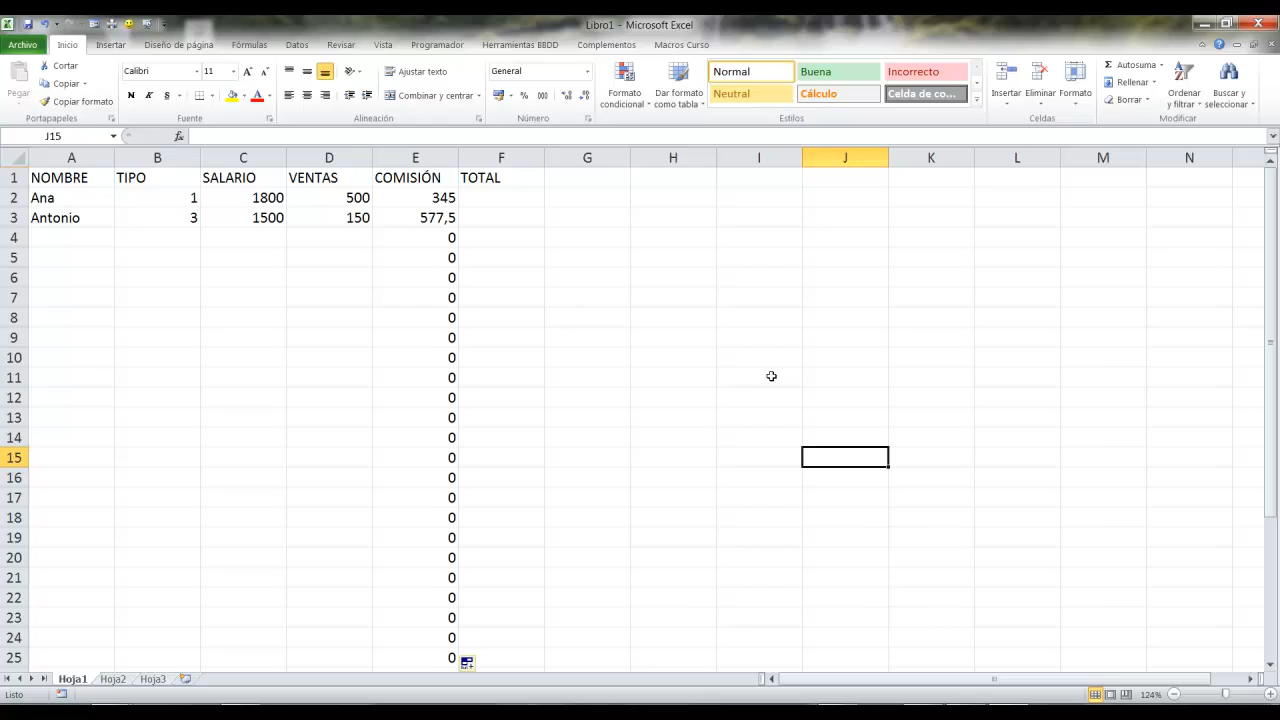 Libro1 - Microsoft Excel
Archivo Inicio Insertar Diseño de página Fórmulas Datos Revisar Vista Programador Herramientas BBDD Complementos Macros Curso
Pegar
Cortar
Copiar
Copiar formato
Portapapeles
Calibri 11
N K S
Fuente
Ajustar texto
Combinar y centrar
Alineación
General
% 000
Número
Formato condicional
Dar formato como tabla
Normal Buena Incorrecto
Neutral Cálculo Celda de co...
Estilos
Insertar Eliminar Formato
Celdas
Autosuma
Rellenar
Borrar
Ordenar y filtrar
Buscar y seleccionar
Modificar
J15 fx
A B C D E F G H I J K L M N
1 NOMBRE TIPO SALARIO VENTAS COMISIÓN TOTAL
2 Ana 1 1800 500 345
3 Antonio 3 1500 150 577,5
4 0
5 0
6 0
7 0
8 0
9 0
10 0
11 0
12 0
13 0
14 0
15 0
16 0
17 0
18 0
19 0
20 0
21 0
22 0
23 0
24 0
25 0
Hoja1 Hoja2 Hoja3
Listo 124%